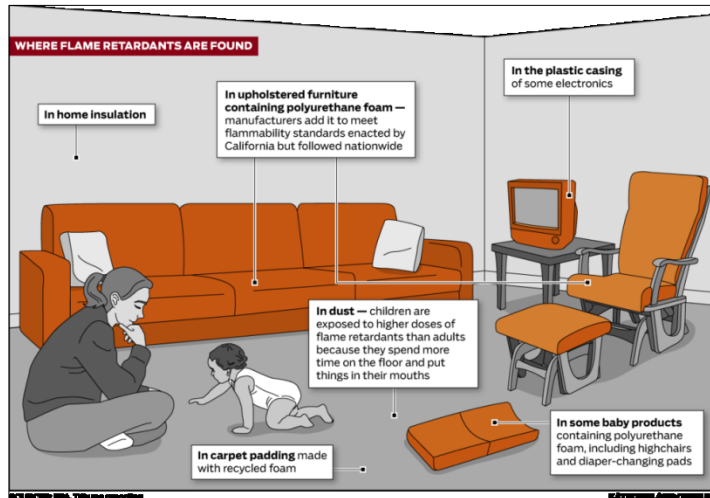 WHERE FLAME RETARDANTS ARE FOUND
In home insulation
In upholstered furniture
containing polyurethane foam —
manufacturers add it to meet
flammability standards enacted by
California but followed nationwide
In the plastic casing
of some electronics
In dust — children are
exposed to higher doses of
flame retardants than adults
because they spend more
time on the floor and put
things in their mouths
In some baby products
containing polyurethane
foam, including highchairs
and diaper-changing pads
In carpet padding made
with recycled foam